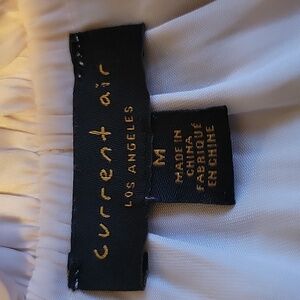 current air
LOS ANGELES
M
MADE IN
CHINA
FABRIQUÉ
EN CHINE